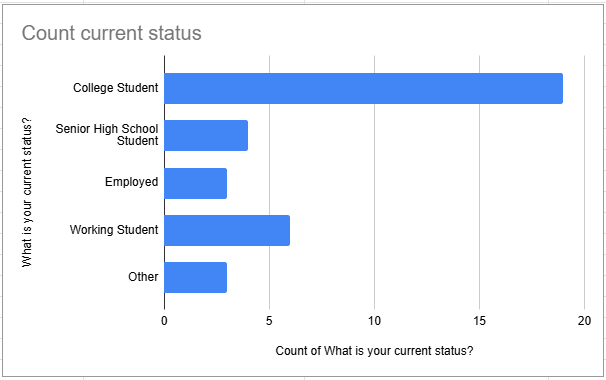 Count current status
What is your current status?
College Student
Senior High School
Student
Employed
Working Student
Other
0 5 10 15 20
Count of What is your current status?